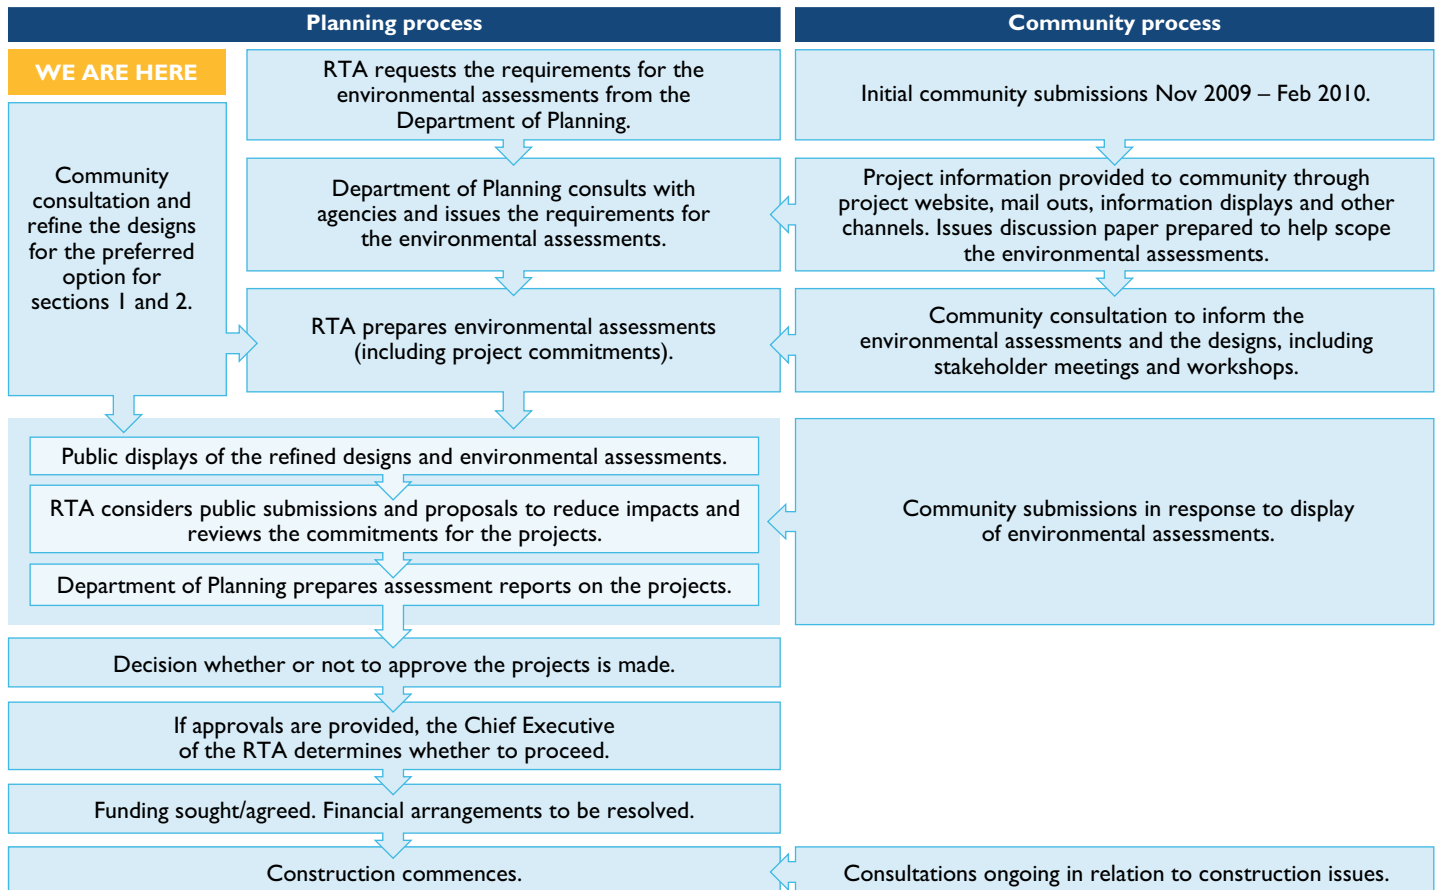 Planning process
Community process
WE ARE HERE
Community
consultation and
refine the designs
for the preferred
option for
sections 1 and 2.
RTA requests the requirements for the
environmental assessments from the
Department of Planning.
Initial community submissions Nov 2009 – Feb 2010.
Department of Planning consults with
agencies and issues the requirements for
the environmental assessments.
Project information provided to community through
project website, mail outs, information displays and other
channels. Issues discussion paper prepared to help scope
the environmental assessments.
RTA prepares environmental assessments
(including project commitments).
Community consultation to inform the
environmental assessments and the designs, including
stakeholder meetings and workshops.
Public displays of the refined designs and environmental assessments.
RTA considers public submissions and proposals to reduce impacts and
reviews the commitments for the projects.
Department of Planning prepares assessment reports on the projects.
Community submissions in response to display
of environmental assessments.
Decision whether or not to approve the projects is made.
If approvals are provided, the Chief Executive
of the RTA determines whether to proceed.
Funding sought/agreed. Financial arrangements to be resolved.
Construction commences.
Consultations ongoing in relation to construction issues.